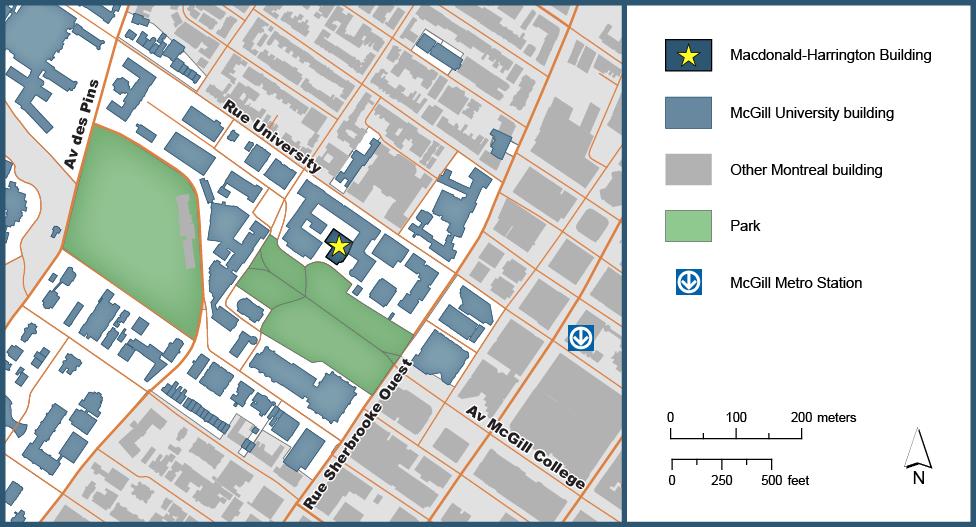 Av des Pins
Rue University
Rue Sherbrooke Ouest
Av McGill College
Macdonald-Harrington Building
McGill University building
Other Montreal building
Park
McGill Metro Station
0 100 200 meters
0 250 500 feet
N